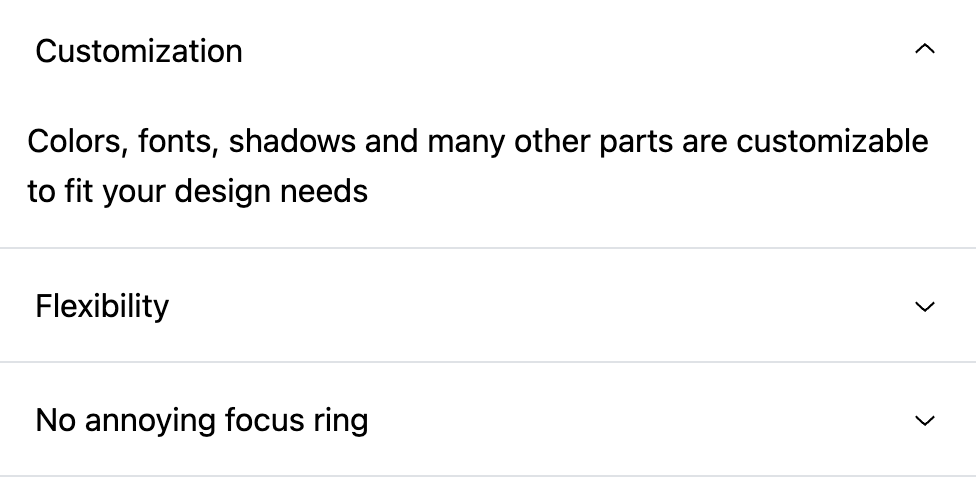 Customization
Colors, fonts, shadows and many other parts are customizable
to fit your design needs
Flexibility
No annoying focus ring